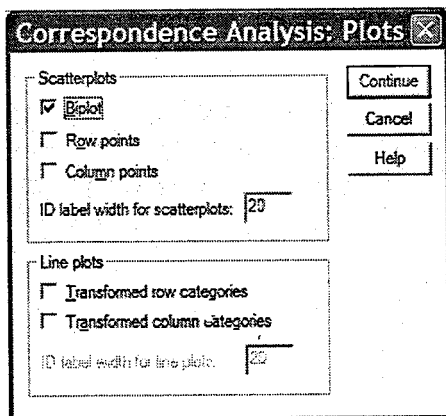 Correspondence Analysis: Plots
Scatterplots
Biplot
Row points
Column points
ID label width for scatterplots: 20
Continue
Cancel
Help
Line plots
Transformed row categories
Transformed column categories
ID label width for line plots: 20